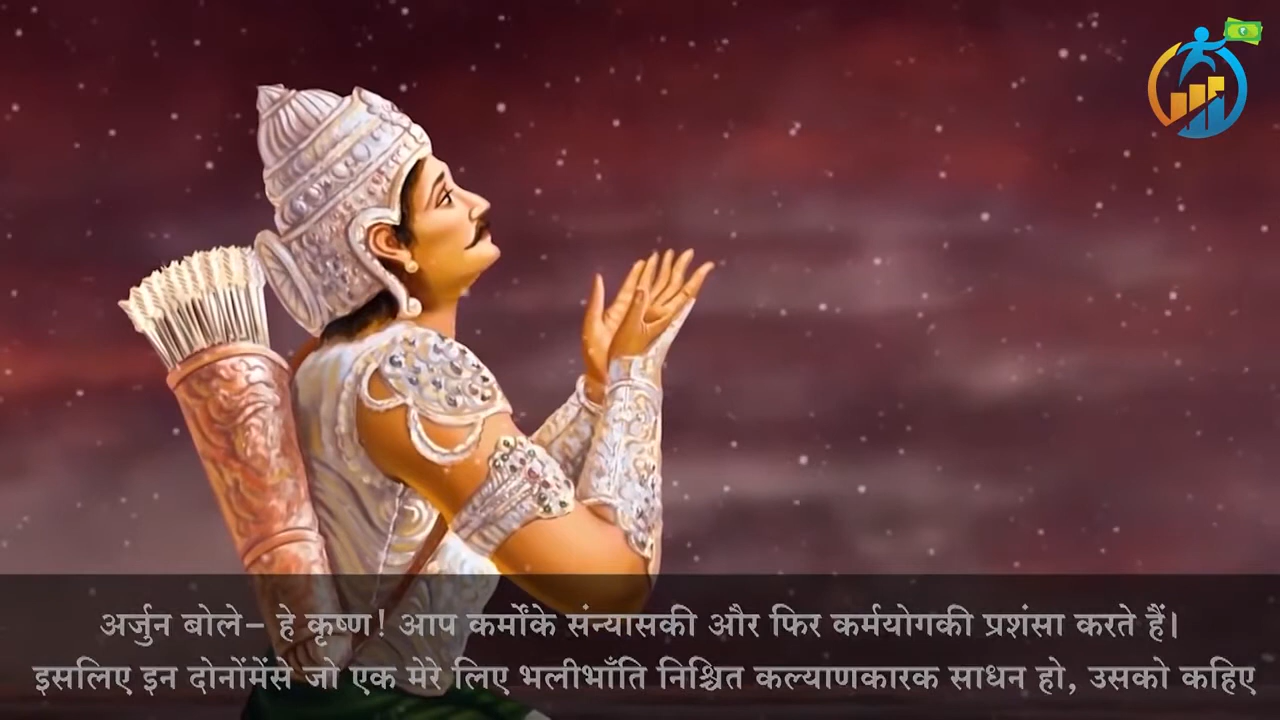 अर्जुन बोले- हे कृष्ण! आप कर्मोंके संन्यासकी और फिर कर्मयोगकी प्रशंसा करते हैं।
इसलिए इन दोनोंमेंसे जो एक मेरे लिए भलीभाँति निश्चित कल्याणकारक साधन हो, उसको कहिए